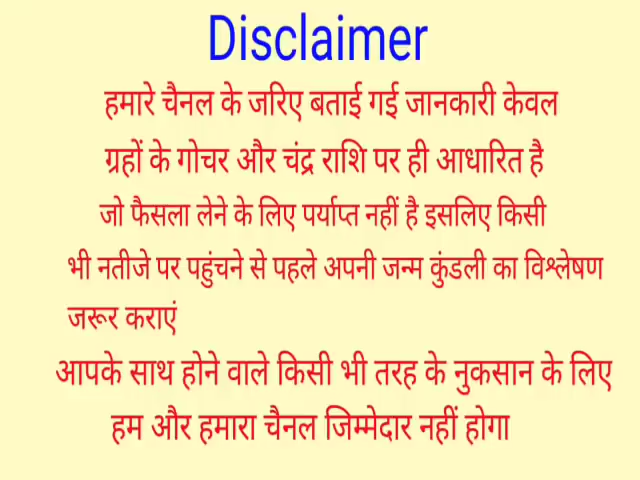 Disclaimer
हमारे चैनल के जरिए बताई गई जानकारी केवल
ग्रहों के गोचर और चंद्र राशि पर ही आधारित है
जो फैसला लेने के लिए पर्याप्त नहीं है इसलिए किसी
भी नतीजे पर पहुंचने से पहले अपनी जन्म कुंडली का विश्लेषण
जरूर कराएं
आपके साथ होने वाले किसी भी तरह के नुकसान के लिए
हम और हमारा चैनल जिम्मेदार नहीं होगा